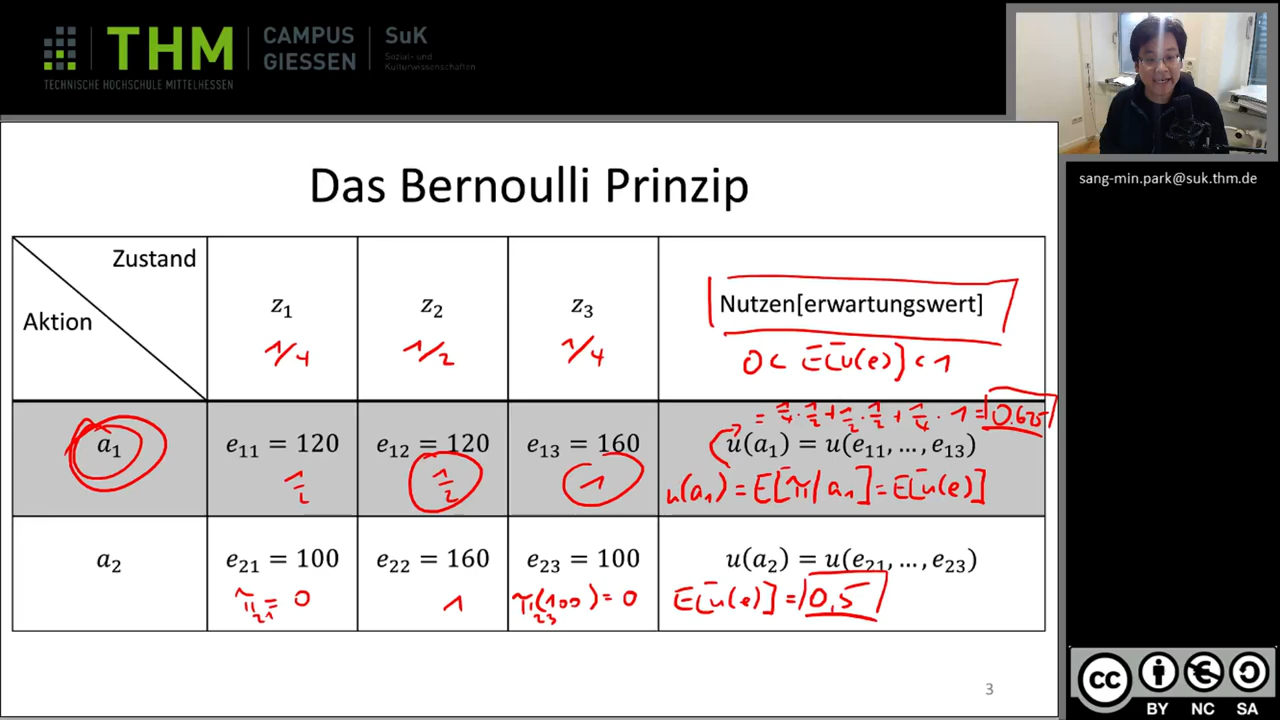 THM
CAMPUS
GIESSEN
SuK
Sozial- und
Kulturwissenschaften
TECHNISCHE HOCHSCHULE MITTELHESSEN
sang-min.park@suk.thm.de
Das Bernoulli Prinzip
Zustand
Aktion
z₁
z₂
z₃
Nutzen[erwartungswert]
1/4
1/2
1/4
0 < E[u(e)] < 1
= 1/4 · 1/2 + 1/2 · 1/2 + 1/4 · 1 = 0.625
a₁
e₁₁ = 120
e₁₂ = 120
e₁₃ = 160
u(a₁) = u(e₁₁, … , e₁₃)
1/2
1/2
1
u(a₁) = E[π|a₁] = E[u(e)]
a₂
e₂₁ = 100
e₂₂ = 160
e₂₃ = 100
u(a₂) = u(e₂₁, … , e₂₃)
π₂₁ = 0
1
π₂₃(100) = 0
E[u(e)] = 0,5
3
cc
BY NC SA